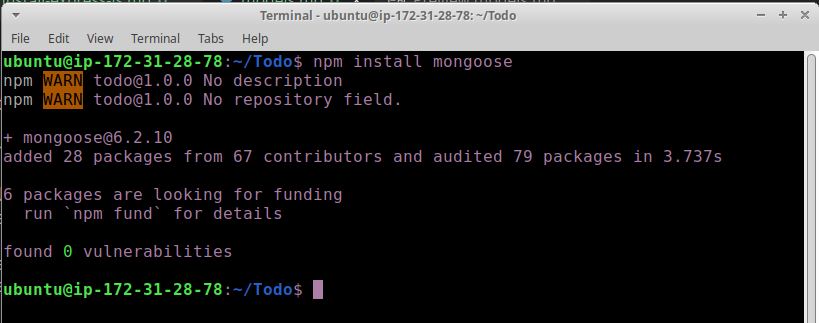 Terminal - ubuntu@ip-172-31-28-78: ~/Todo
File Edit View Terminal Tabs Help
ubuntu@ip-172-31-28-78:~/Todo$ npm install mongoose
npm WARN todo@1.0.0 No description
npm WARN todo@1.0.0 No repository field.
+ mongoose@6.2.10
added 28 packages from 67 contributors and audited 79 packages in 3.737s
6 packages are looking for funding
run `npm fund` for details
found 0 vulnerabilities
ubuntu@ip-172-31-28-78:~/Todo$